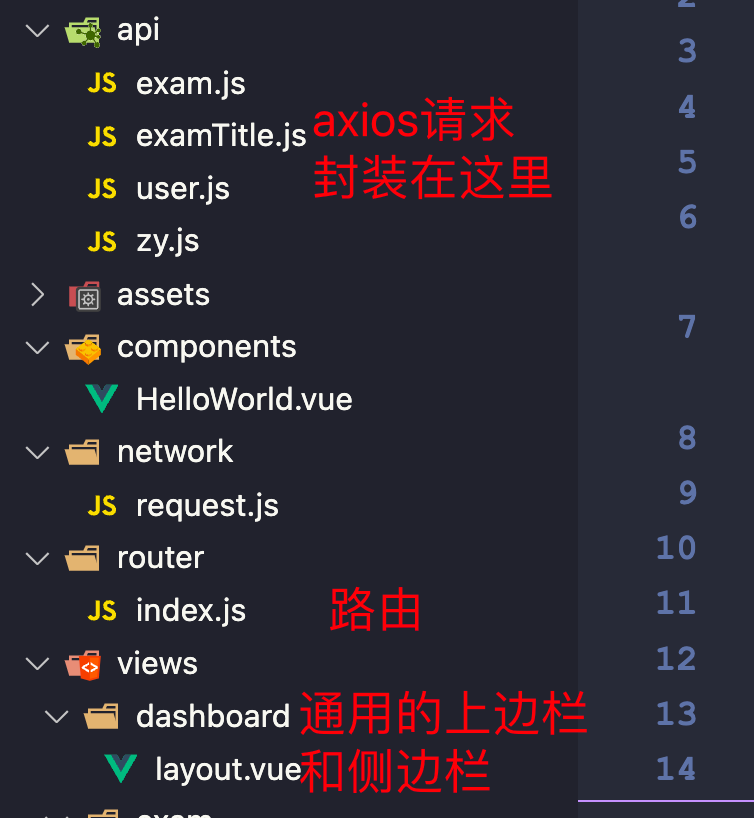 api
JS exam.js
JS examTitle.js
axios请求
封装在这里
JS user.js
JS zy.js
assets
components
HelloWorld.vue
network
JS request.js
router
JS index.js
路由
views
dashboard
通用的上边栏
layout.vue
和侧边栏
3
4
5
6
7
8
9
10
11
12
13
14